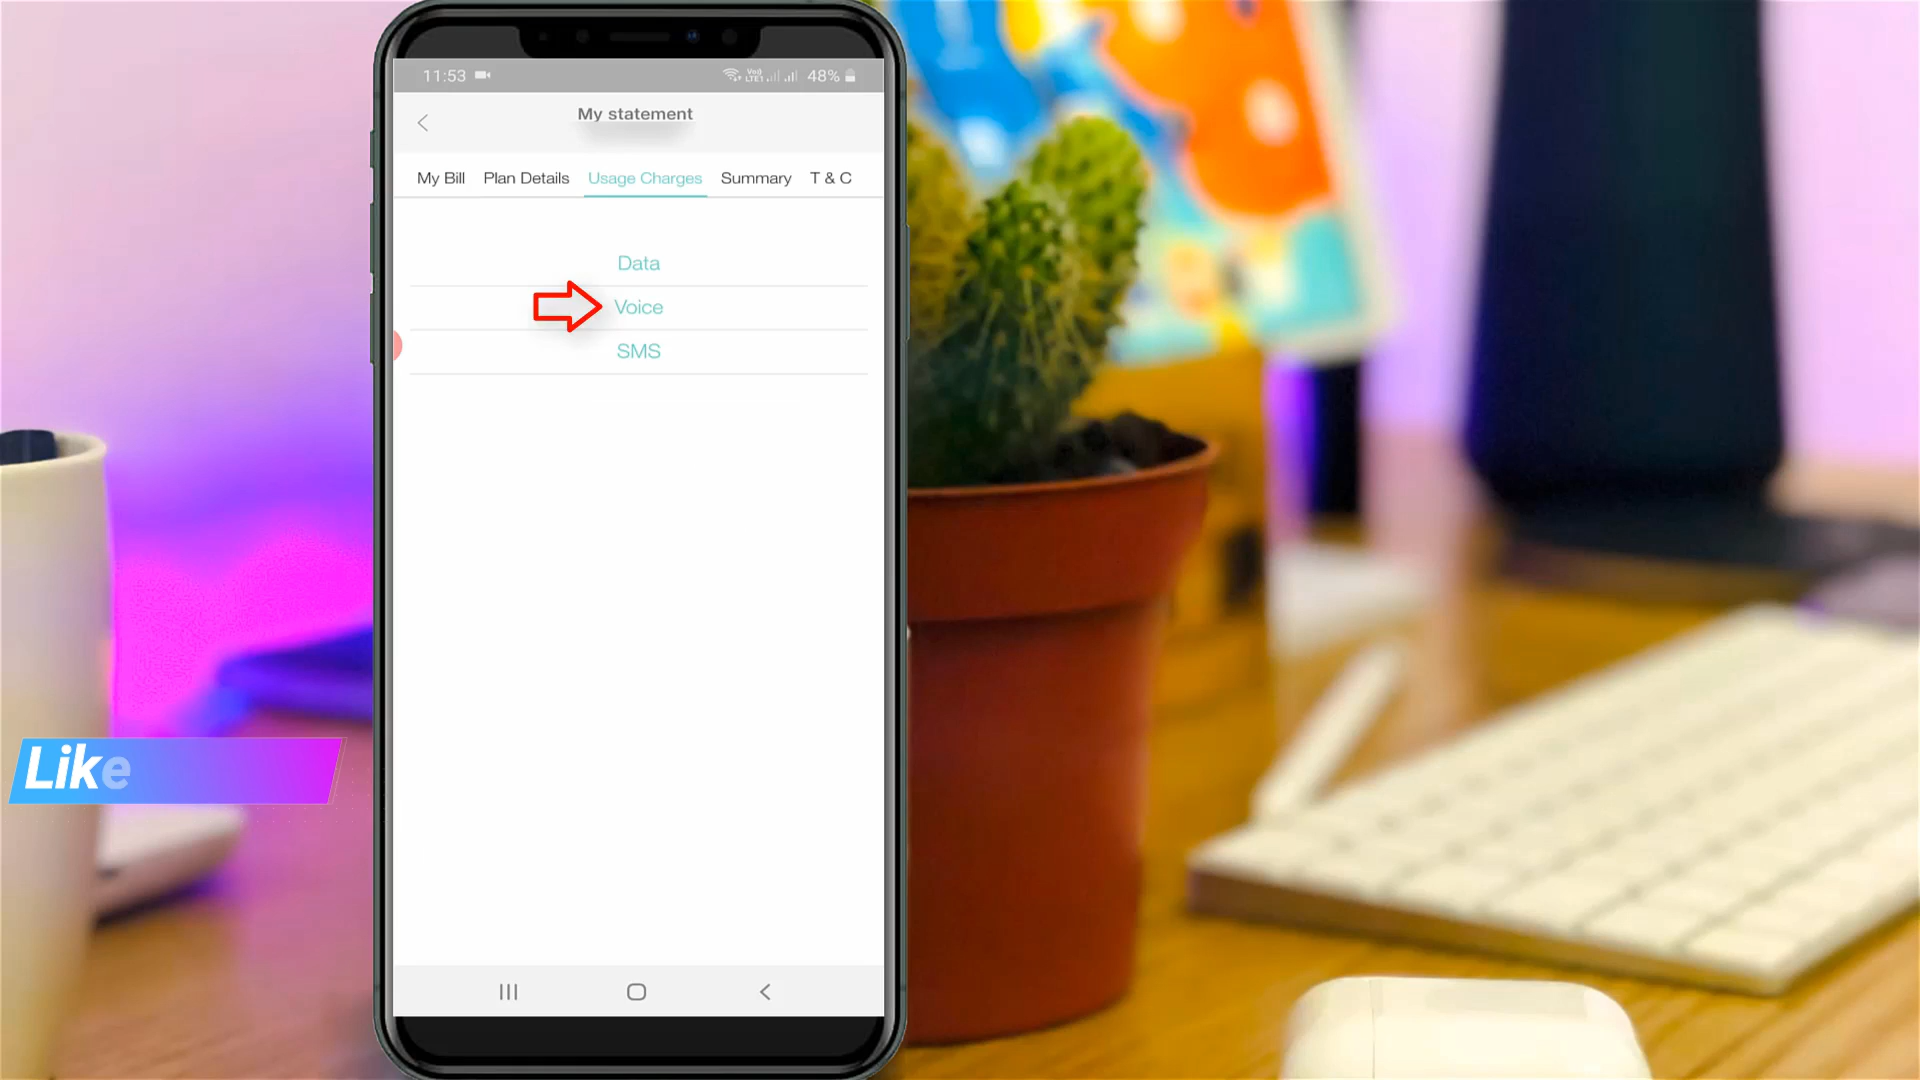 11:53 48%
My statement
My Bill Plan Details Usage Charges Summary T & C
Data
Voice
SMS
Like